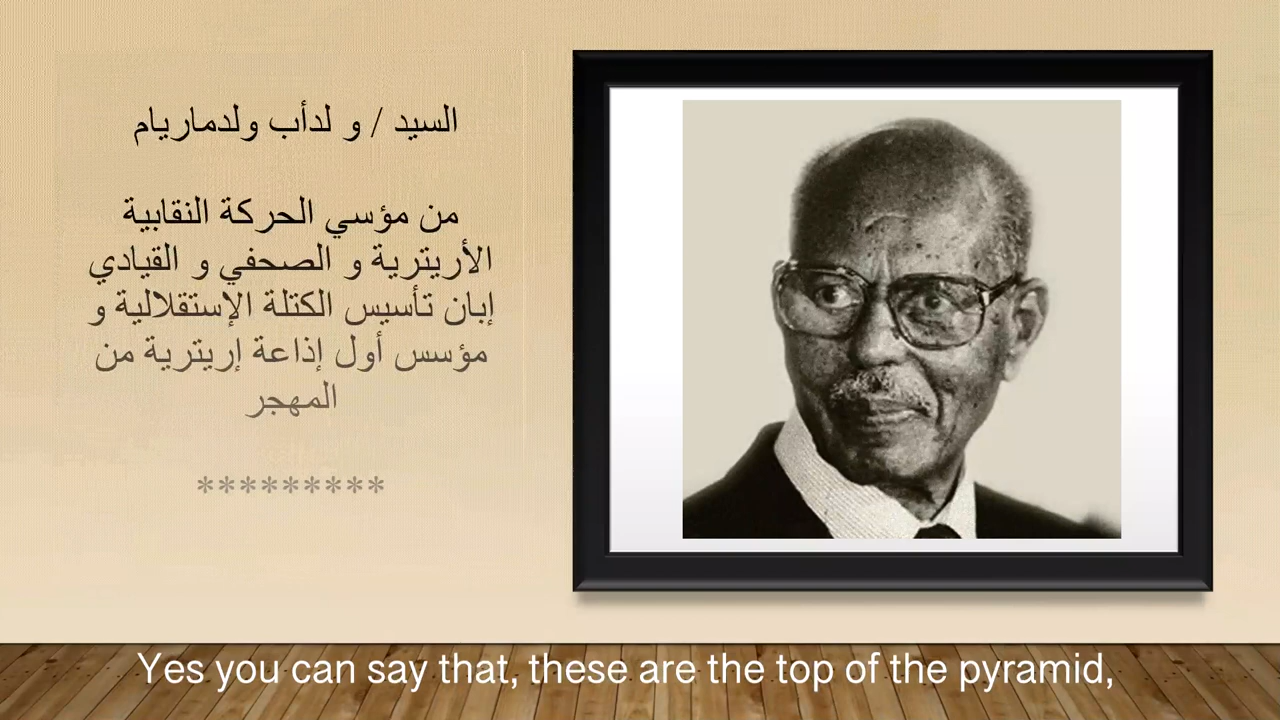 السيد / و لدأب ولدماريام
من مؤسي الحركة النقابية
الأريترية و الصحفي و القيادي
إبان تأسيس الكتلة الإستقلالية و
مؤسس أول إذاعة إريترية من
المهجر
*********
Yes you can say that, these are the top of the pyramid,